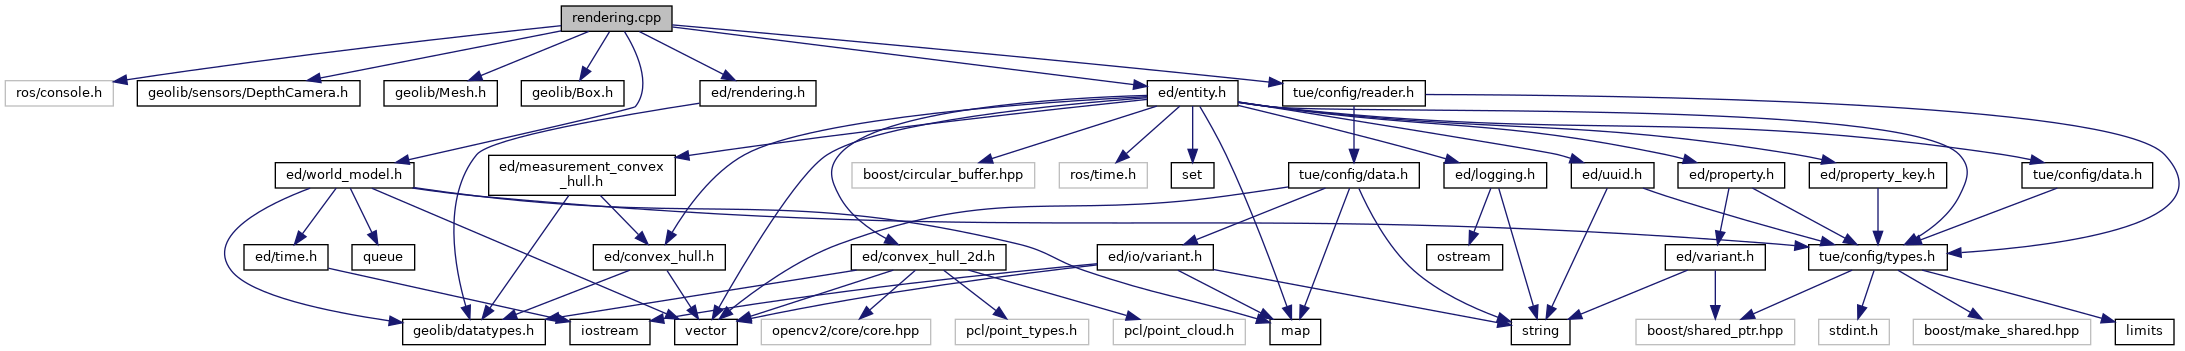 rendering.cpp
ros/console.h
geolib/sensors/DepthCamera.h
geolib/Mesh.h
geolib/Box.h
ed/rendering.h
ed/entity.h
tue/config/reader.h
ed/world_model.h
ed/measurement_convex
_hull.h
boost/circular_buffer.hpp
ros/time.h
set
tue/config/data.h
ed/logging.h
ed/uuid.h
ed/property.h
ed/property_key.h
tue/config/data.h
ed/time.h
queue
ed/convex_hull.h
ed/convex_hull_2d.h
ed/io/variant.h
ostream
ed/variant.h
tue/config/types.h
geolib/datatypes.h
iostream
vector
opencv2/core/core.hpp
pcl/point_types.h
pcl/point_cloud.h
map
string
boost/shared_ptr.hpp
stdint.h
boost/make_shared.hpp
limits